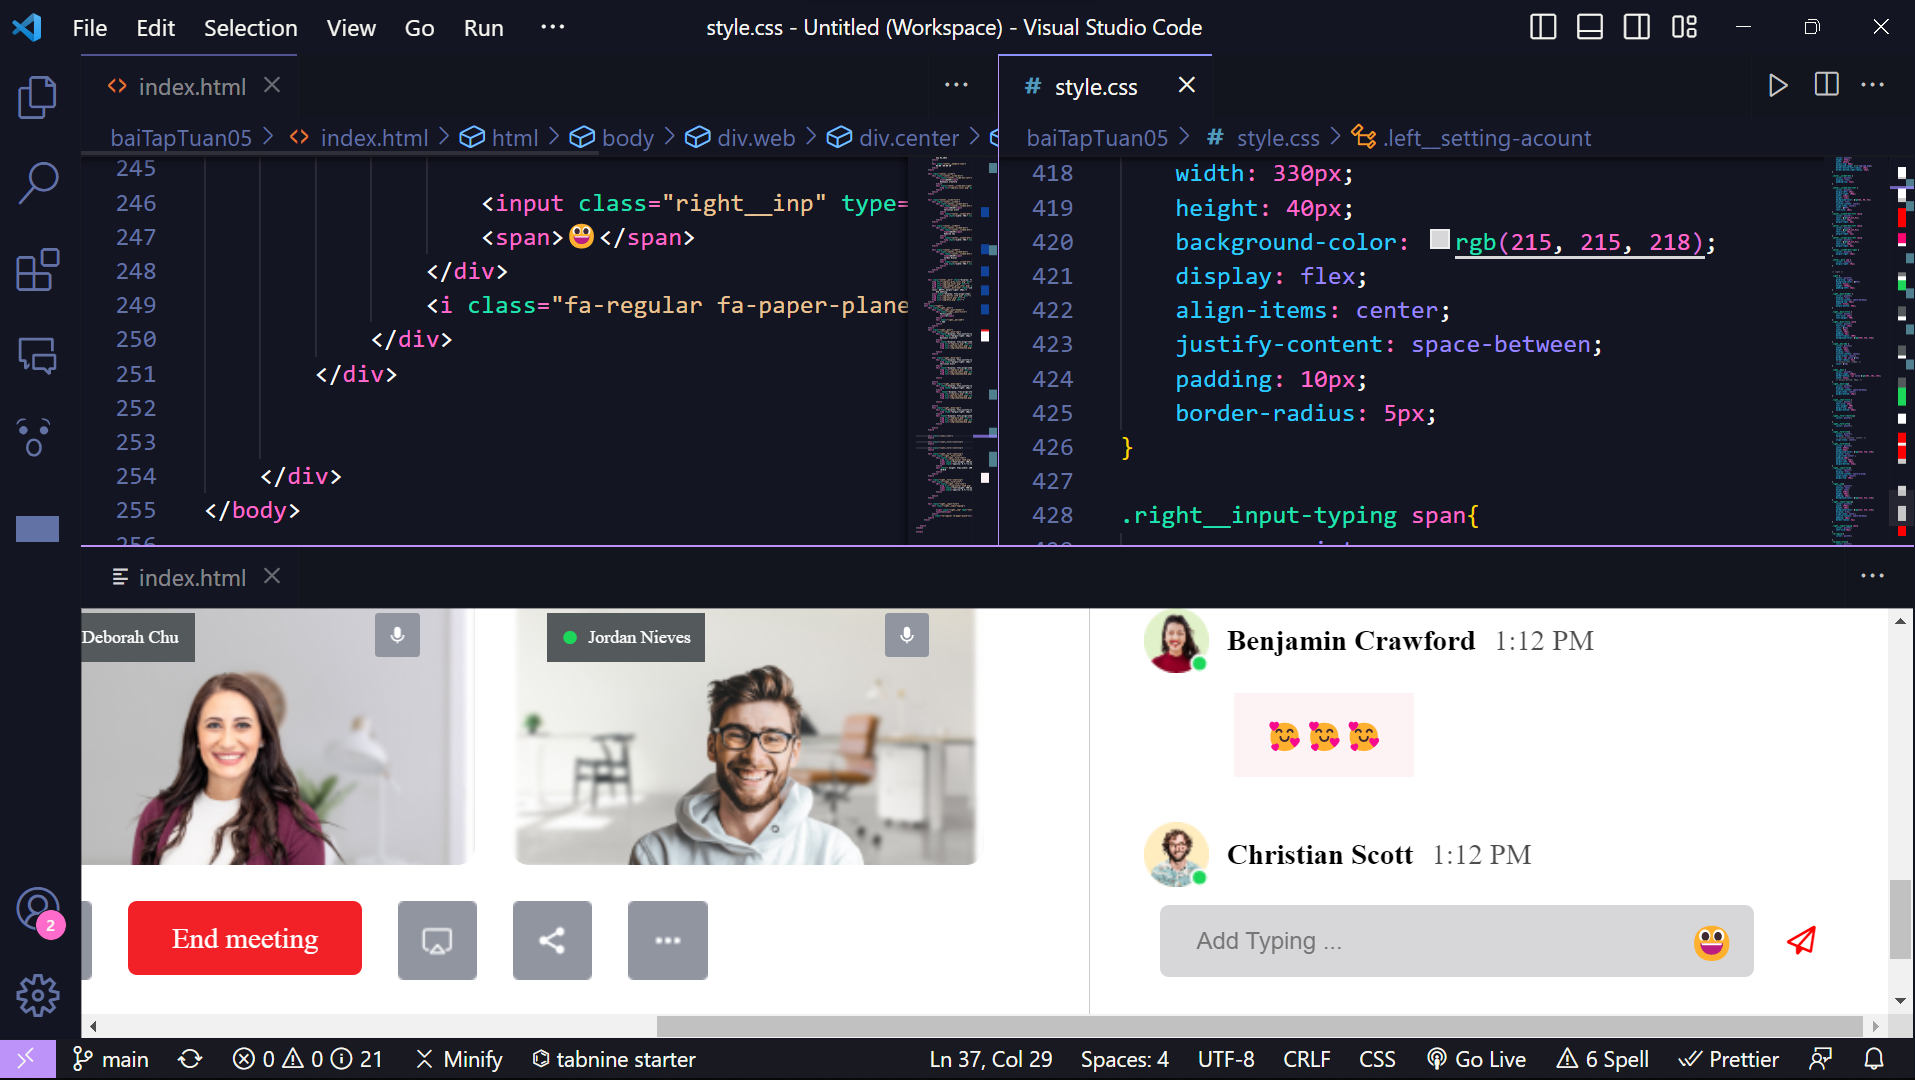 File Edit Selection View Go Run ···
style.css - Untitled (Workspace) - Visual Studio Code
<> index.html
# style.css
baiTapTuan05 > <> index.html > html > body > div.web > div.center >
baiTapTuan05 > # style.css > .left__setting-acount
245
246 <input class="right__inp" type=
247 <span>😃</span>
248 </div>
249 <i class="fa-regular fa-paper-plane
250 </div>
251 </div>
252
253
254 </div>
255 </body>
256
418 width: 330px;
419 height: 40px;
420 background-color: rgb(215, 215, 218);
421 display: flex;
422 align-items: center;
423 justify-content: space-between;
424 padding: 10px;
425 border-radius: 5px;
426 }
427
428 .right__input-typing span{
index.html
Deborah Chu
Jordan Nieves
End meeting
Benjamin Crawford 1:12 PM
🥰🥰🥰
Christian Scott 1:12 PM
Add Typing ... 😃
2
main 0 0 21 Minify tabnine starter Ln 37, Col 29 Spaces: 4 UTF-8 CRLF CSS Go Live 6 Spell Prettier